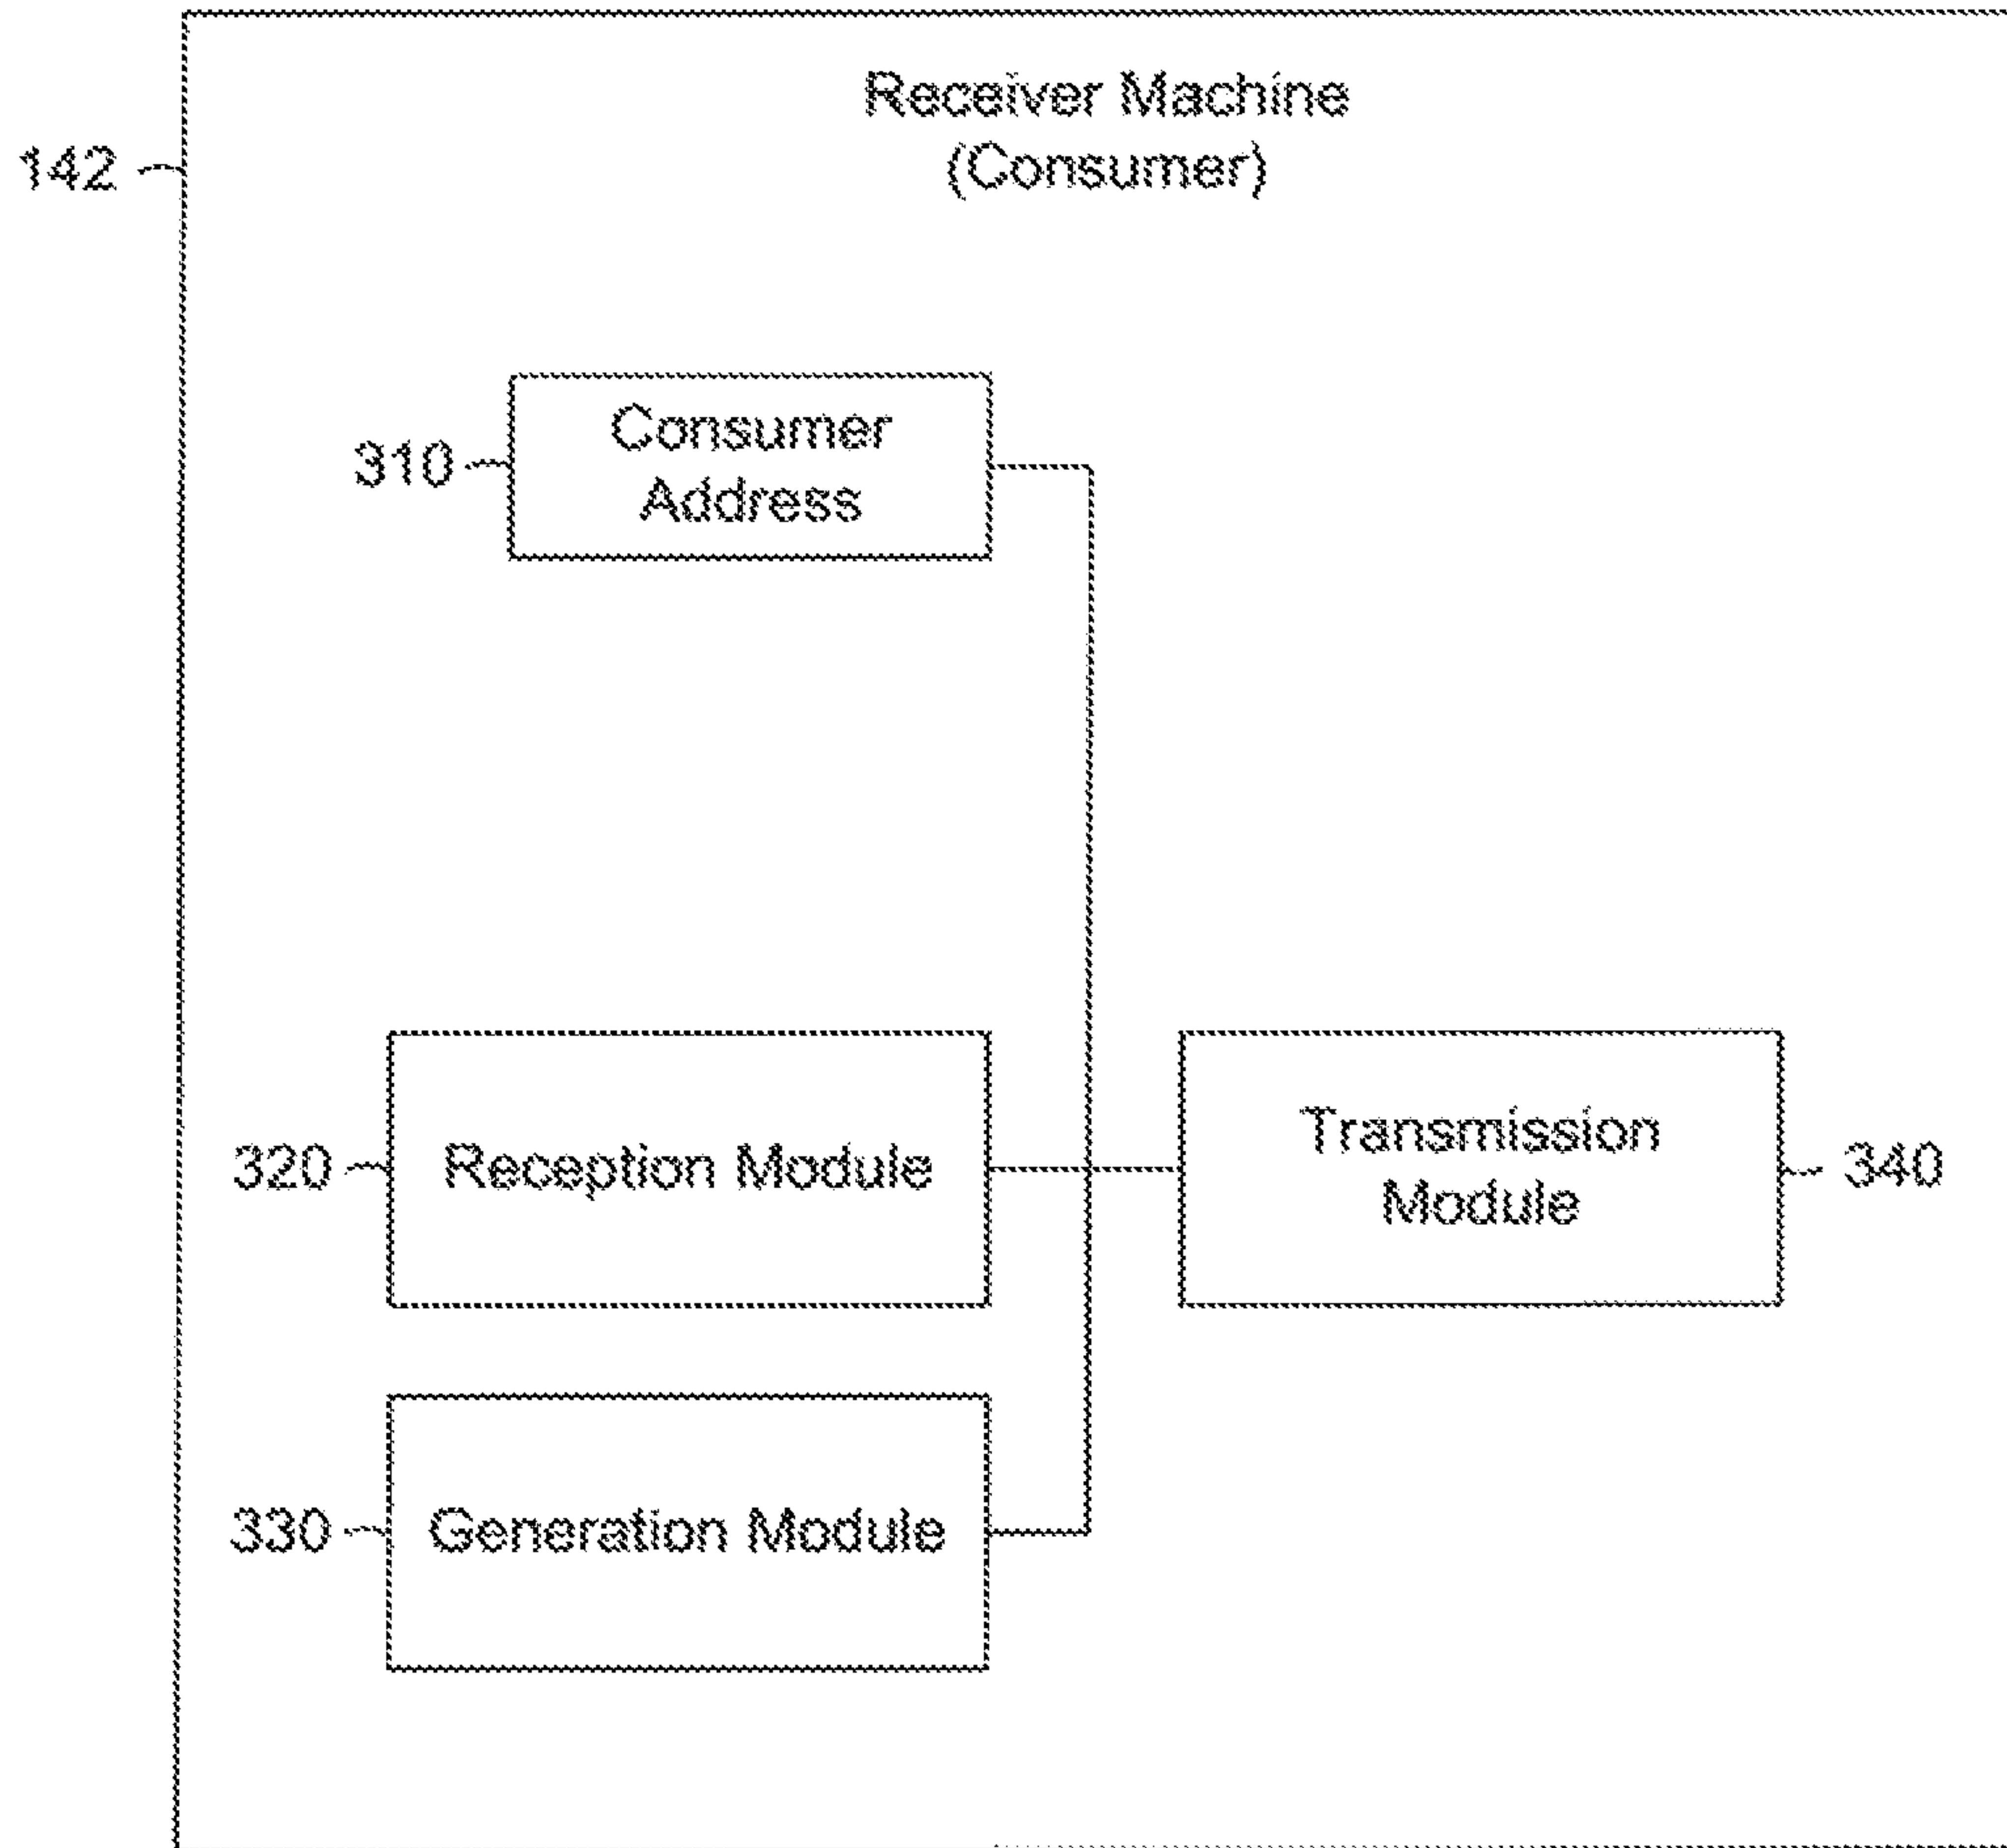 Receiver Machine
(Consumer)
142
Consumer
Address
310
320
Reception Module
Transmission
Module
340
330
Generation Module